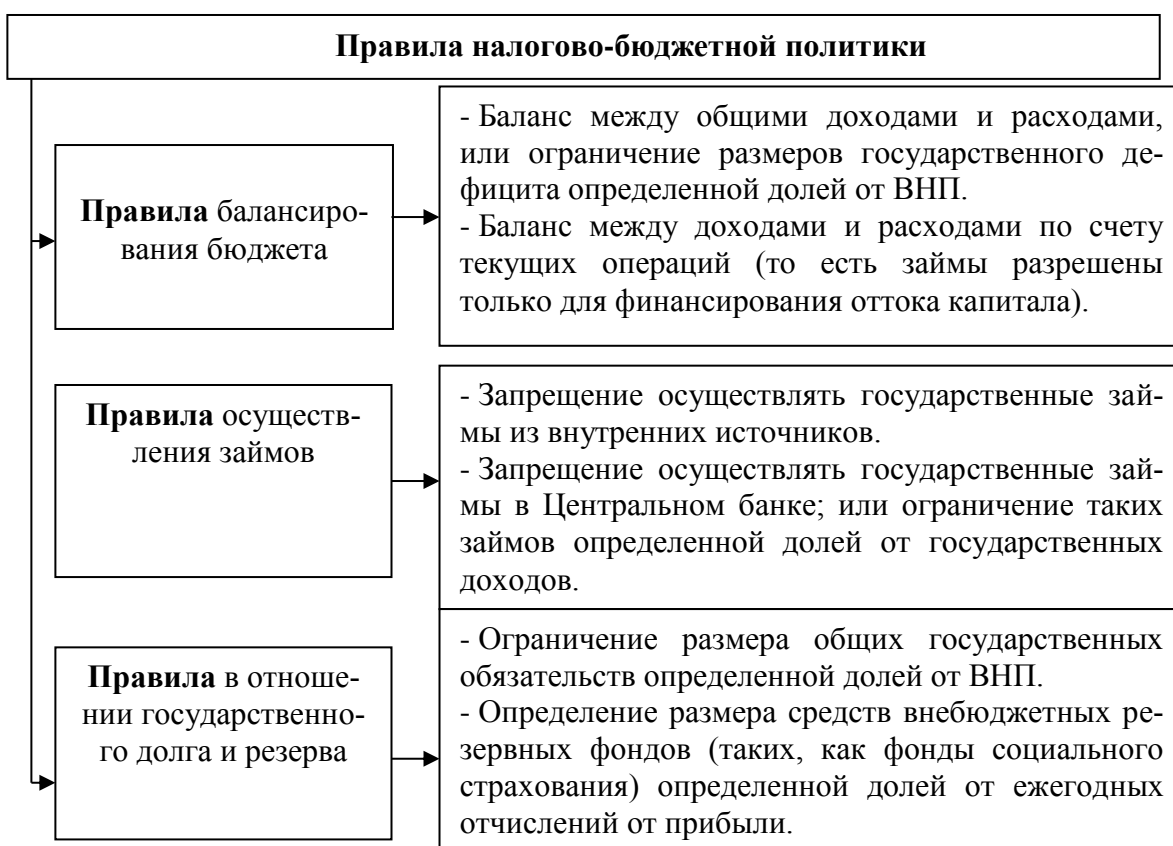 Правила налогово-бюджетной политики
Правила балансиро-
вания бюджета
- Баланс между общими доходами и расходами,
или ограничение размеров государственного де-
фицита определенной долей от ВНП.
- Баланс между доходами и расходами по счету
текущих операций (то есть займы разрешены
только для финансирования оттока капитала).
Правила осуществ-
ления займов
- Запрещение осуществлять государственные зай-
мы из внутренних источников.
- Запрещение осуществлять государственные зай-
мы в Центральном банке; или ограничение таких
займов определенной долей от государственных
доходов.
Правила в отноше-
нии государственно-
го долга и резерва
- Ограничение размера общих государственных
обязательств определенной долей от ВНП.
- Определение размера средств внебюджетных ре-
зервных фондов (таких, как фонды социального
страхования) определенной долей от ежегодных
отчислений от прибыли.